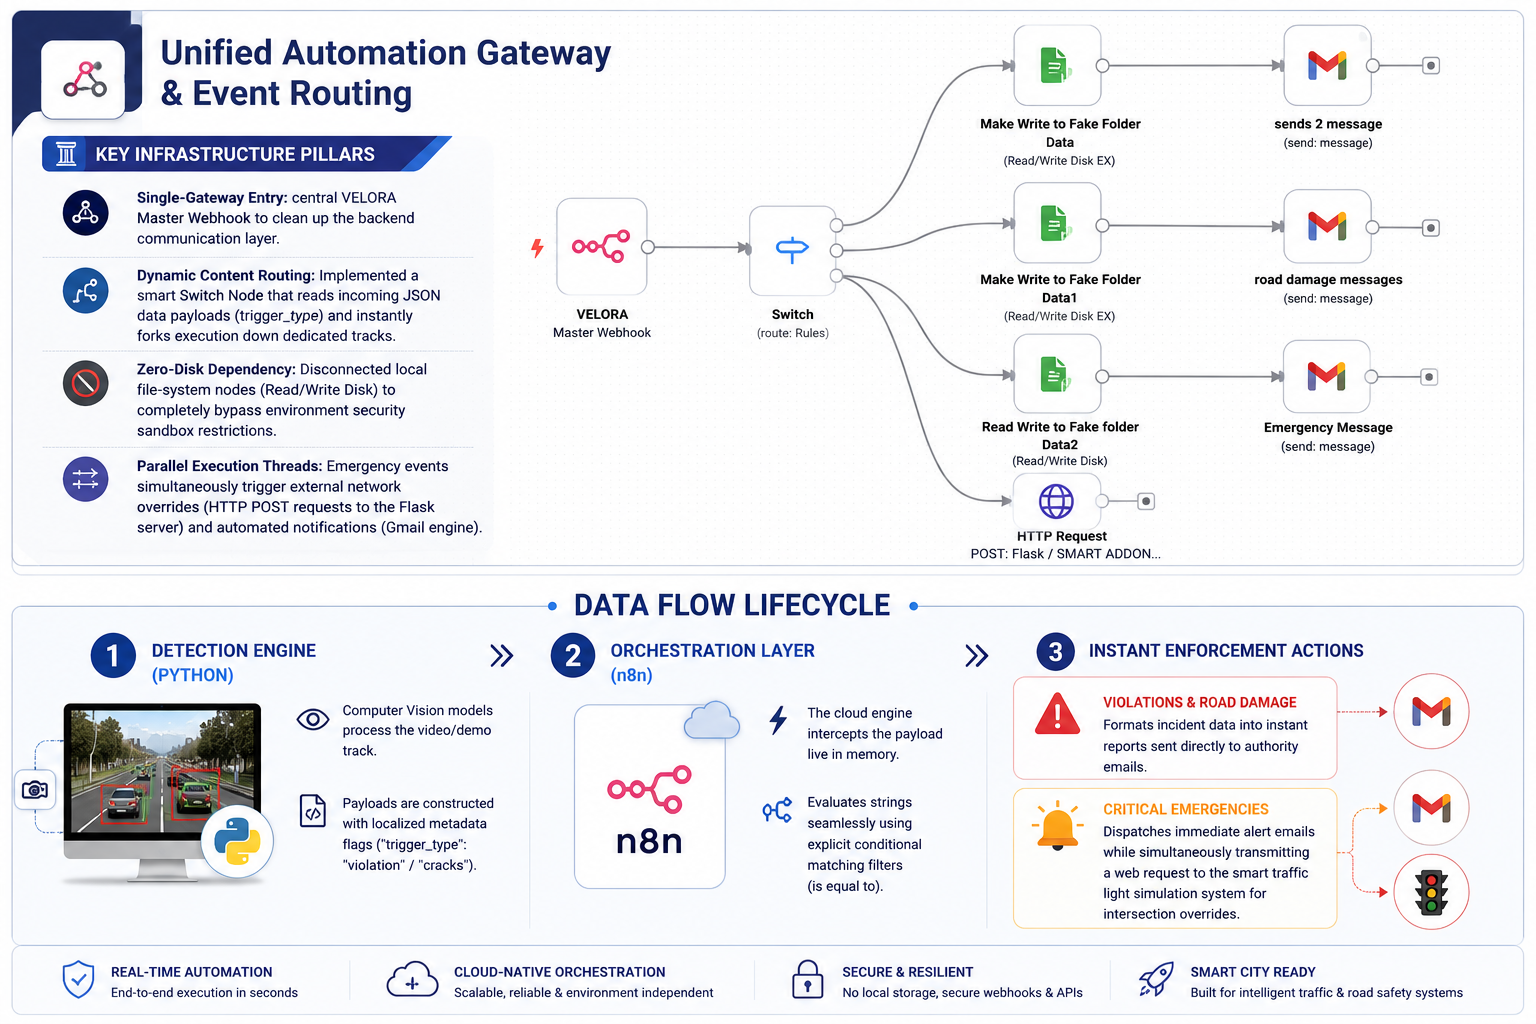 Unified Automation Gateway
& Event Routing
KEY INFRASTRUCTURE PILLARS
Single-Gateway Entry: central VELORA
Master Webhook to clean up the backend
communication layer.
Dynamic Content Routing: Implemented a
smart Switch Node that reads incoming JSON
data payloads (trigger_type) and instantly
forks execution down dedicated tracks.
Zero-Disk Dependency: Disconnected local
file-system nodes (Read/Write Disk) to
completely bypass environment security
sandbox restrictions.
Parallel Execution Threads: Emergency events
simultaneously trigger external network
overrides (HTTP POST requests to the Flask
server) and automated notifications (Gmail engine).
VELORA
Master Webhook
Switch
(route: Rules)
Make Write to Fake Folder
Data
(Read/Write Disk EX)
sends 2 message
(send: message)
Make Write to Fake Folder
Data1
(Read/Write Disk EX)
road damage messages
(send: message)
Read Write to Fake folder
Data2
(Read/Write Disk)
Emergency Message
(send: message)
HTTP Request
POST: Flask / SMART ADDON...
DATA FLOW LIFECYCLE
1
DETECTION ENGINE
(PYTHON)
Computer Vision models
process the video/demo
track.
Payloads are constructed
with localized metadata
flags ("trigger_type":
"violation" / "cracks").
2
ORCHESTRATION LAYER
(n8n)
n8n
The cloud engine
intercepts the payload
live in memory.
Evaluates strings
seamlessly using
explicit conditional
matching filters
(is equal to).
3
INSTANT ENFORCEMENT ACTIONS
VIOLATIONS & ROAD DAMAGE
Formats incident data into instant
reports sent directly to authority
emails.
CRITICAL EMERGENCIES
Dispatches immediate alert emails
while simultaneously transmitting
a web request to the smart traffic
light simulation system for
intersection overrides.
REAL-TIME AUTOMATION
End-to-end execution in seconds
CLOUD-NATIVE ORCHESTRATION
Scalable, reliable & environment independent
SECURE & RESILIENT
No local storage, secure webhooks & APIs
SMART CITY READY
Built for intelligent traffic & road safety systems